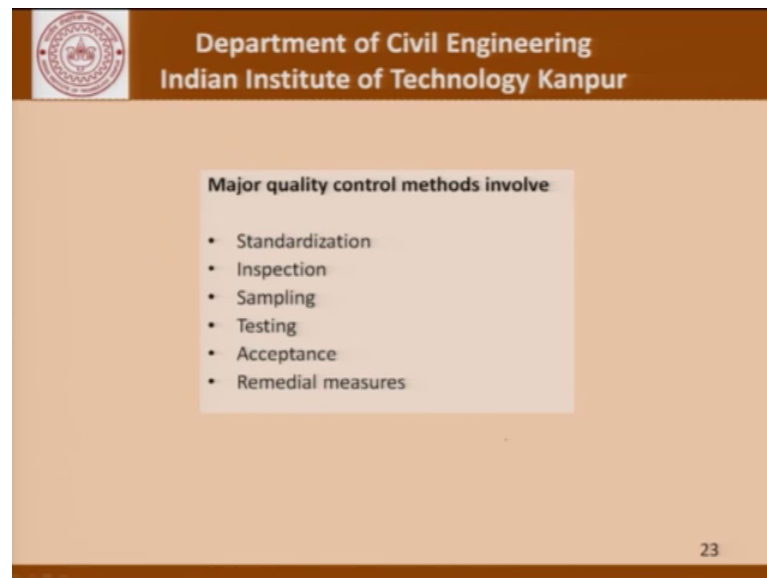 Department of Civil Engineering
Indian Institute of Technology Kanpur
Major quality control methods involve
• Standardization
• Inspection
• Sampling
• Testing
• Acceptance
• Remedial measures
23